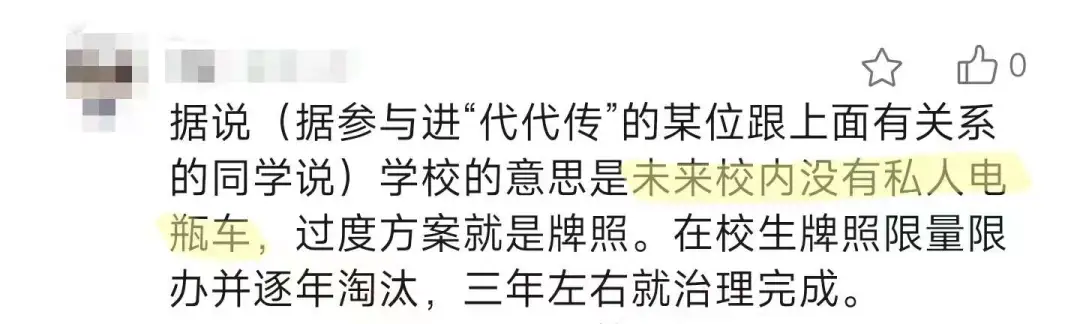 0
据说（据参与进“代代传”的某位跟上面有关系
的同学说）学校的意思是未来校内没有私人电
瓶车，过度方案就是牌照。在校生牌照限量限
办并逐年淘汰，三年左右就治理完成。